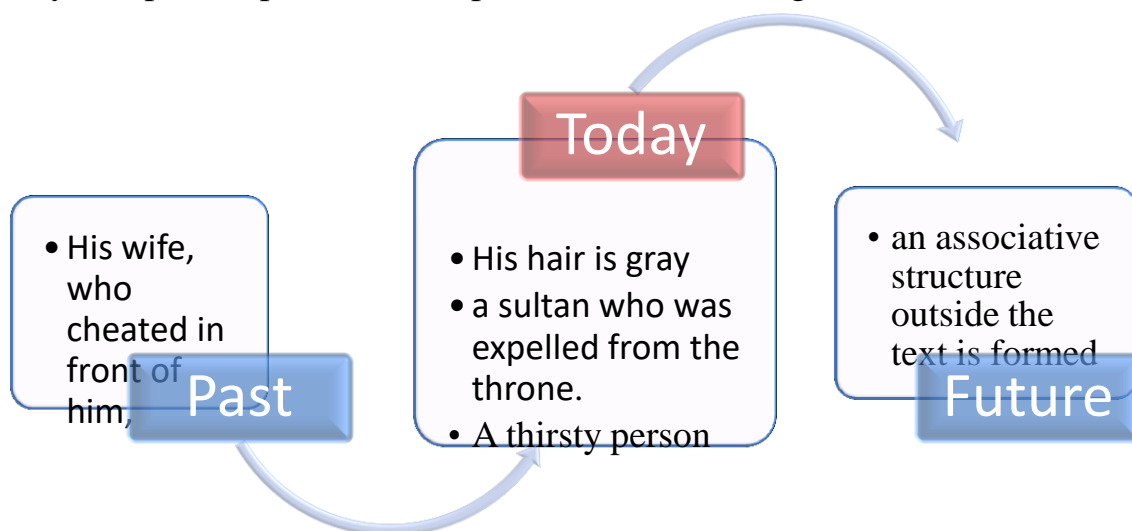 • His wife,
who
cheated in
front of
him,
Past
Today
• His hair is gray
• a sultan who was
expelled from the
throne.
• A thirsty person
• an associative
structure
outside the
text is formed
Future